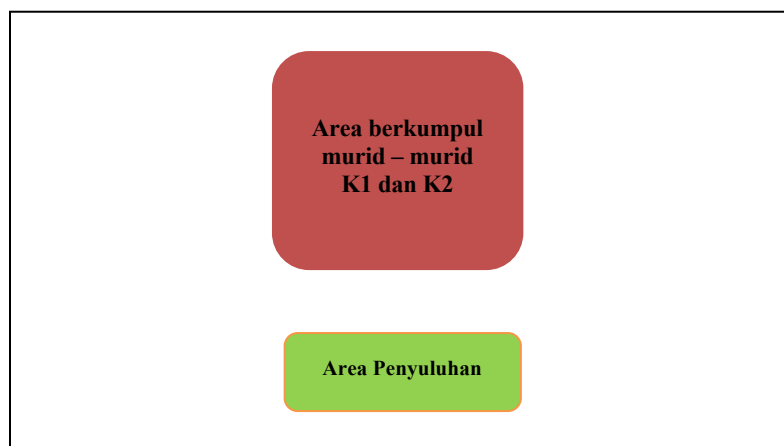 Area berkumpul
murid – murid
K1 dan K2
Area Penyuluhan